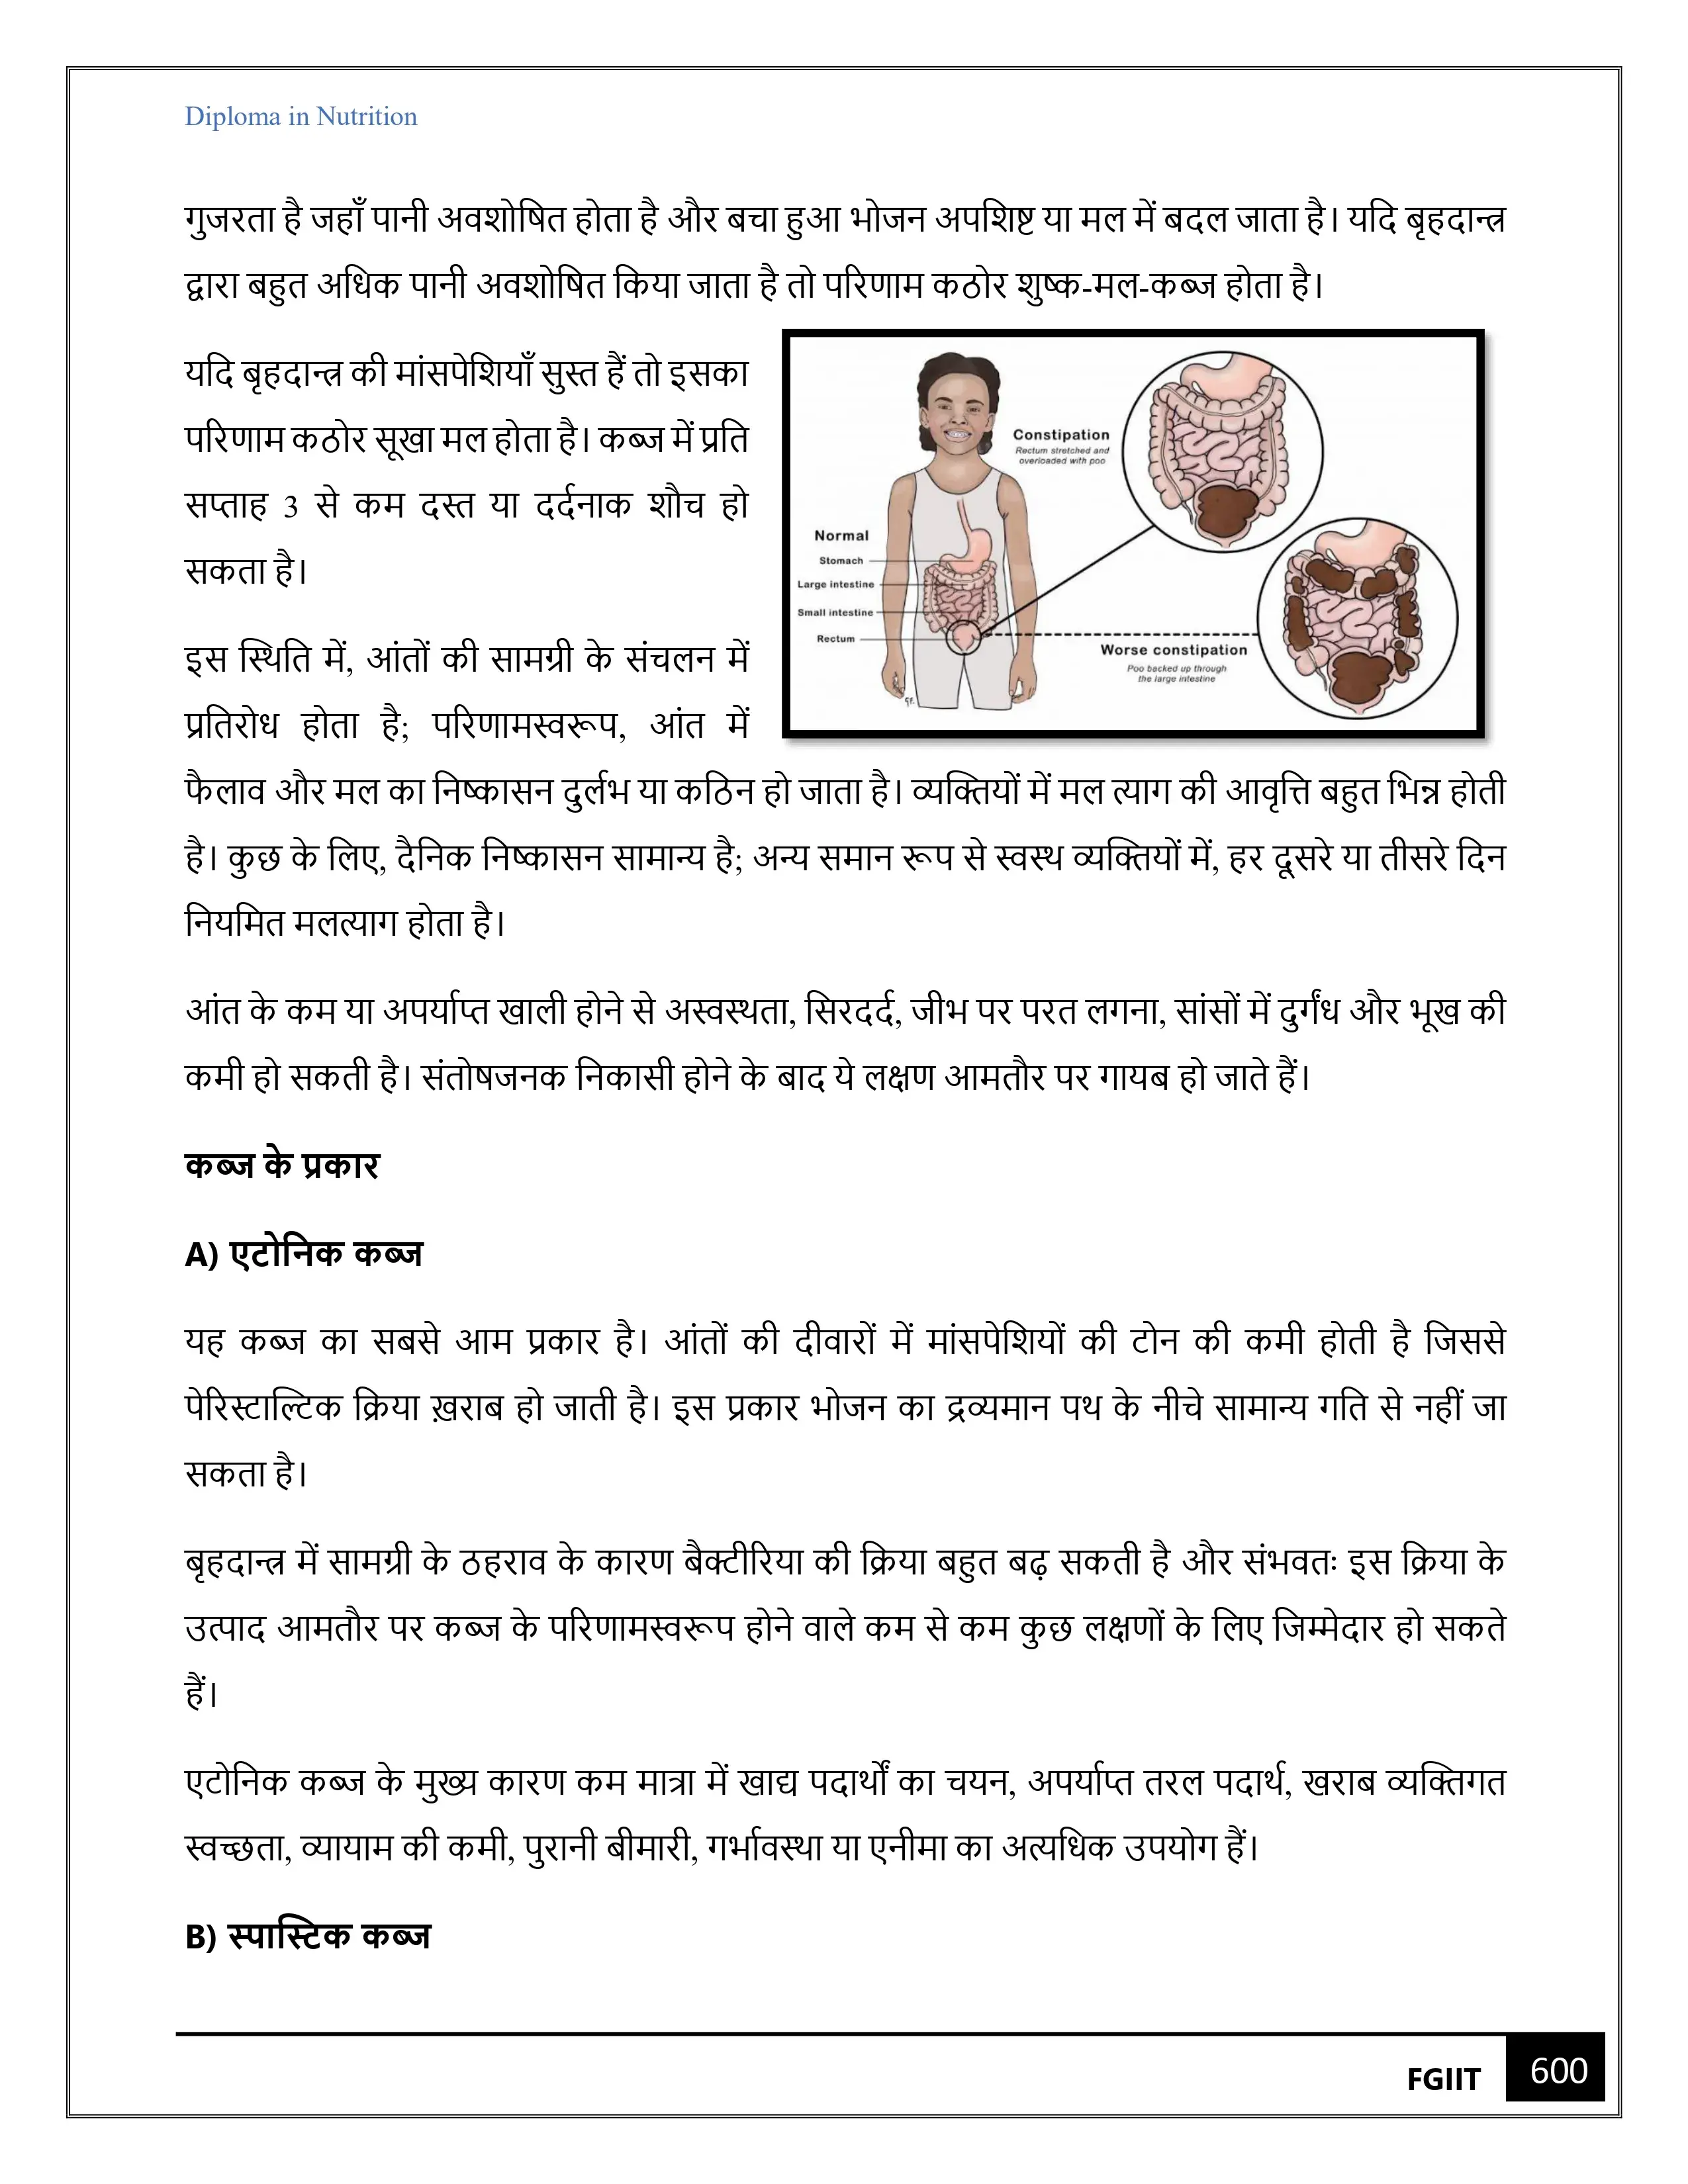 Diploma in Nutrition
गुजरता है जहाँ पानी अवशोषित होता है और बचा हुआ भोजन अपशिष्ट या मल में बदल जाता है। यदि बृहदान्त्र
द्वारा बहुत अधिक पानी अवशोषित किया जाता है तो परिणाम कठोर शुष्क-मल-कब्ज होता है।
यदि बृहदान्त्र की मांसपेशियाँ सुस्त हैं तो इसका
परिणाम कठोर सूखा मल होता है। कब्ज में प्रति
सप्ताह 3 से कम दस्त या दर्दनाक शौच हो
सकता है।
Constipation
Rectum stretched and
overloaded with poo
Normal
Stomach
Large intestine
Small intestine
Rectum
Worse constipation
Poo backed up through
the large intestine
इस स्थिति में, आंतों की सामग्री के संचलन में
प्रतिरोध होता है; परिणामस्वरूप, आंत में
फैलाव और मल का निष्कासन दुर्लभ या कठिन हो जाता है। व्यक्तियों में मल त्याग की आवृत्ति बहुत भिन्न होती
है। कुछ के लिए, दैनिक निष्कासन सामान्य है; अन्य समान रूप से स्वस्थ व्यक्तियों में, हर दूसरे या तीसरे दिन
नियमित मलत्याग होता है।
आंत के कम या अपर्याप्त खाली होने से अस्वस्थता, सिरदर्द, जीभ पर परत लगना, सांसों में दुर्गंध और भूख की
कमी हो सकती है। संतोषजनक निकासी होने के बाद ये लक्षण आमतौर पर गायब हो जाते हैं।
कब्ज के प्रकार
A) एटोनिक कब्ज
यह कब्ज का सबसे आम प्रकार है। आंतों की दीवारों में मांसपेशियों की टोन की कमी होती है जिससे
पेरिस्टाल्टिक क्रिया ख़राब हो जाती है। इस प्रकार भोजन का द्रव्यमान पथ के नीचे सामान्य गति से नहीं जा
सकता है।
बृहदान्त्र में सामग्री के ठहराव के कारण बैक्टीरिया की क्रिया बहुत बढ़ सकती है और संभवतः इस क्रिया के
उत्पाद आमतौर पर कब्ज के परिणामस्वरूप होने वाले कम से कम कुछ लक्षणों के लिए जिम्मेदार हो सकते
हैं।
एटोनिक कब्ज के मुख्य कारण कम मात्रा में खाद्य पदार्थों का चयन, अपर्याप्त तरल पदार्थ, खराब व्यक्तिगत
स्वच्छता, व्यायाम की कमी, पुरानी बीमारी, गर्भावस्था या एनीमा का अत्यधिक उपयोग हैं।
B) स्पास्टिक कब्ज
FGIIT
600